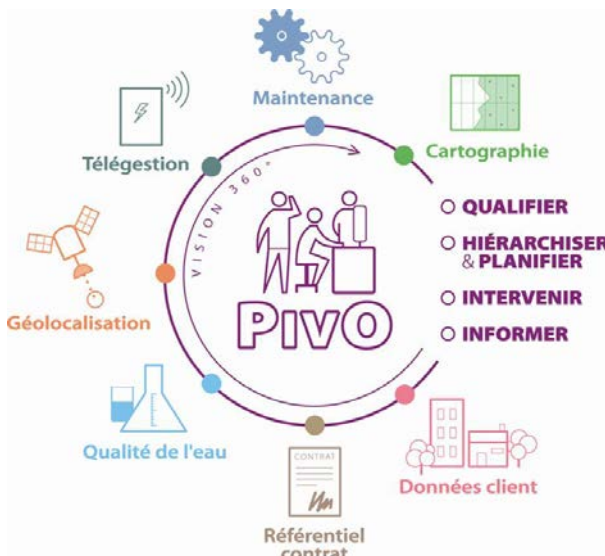 Maintenance
Cartographie
Télégestion
VISION 360°
QUALIFIER
HIÉRARCHISER
& PLANIFIER
INTERVENIR
INFORMER
PIVO
Géolocalisation
Qualité de l'eau
CONTRAT
Données client
Référentiel
contrat